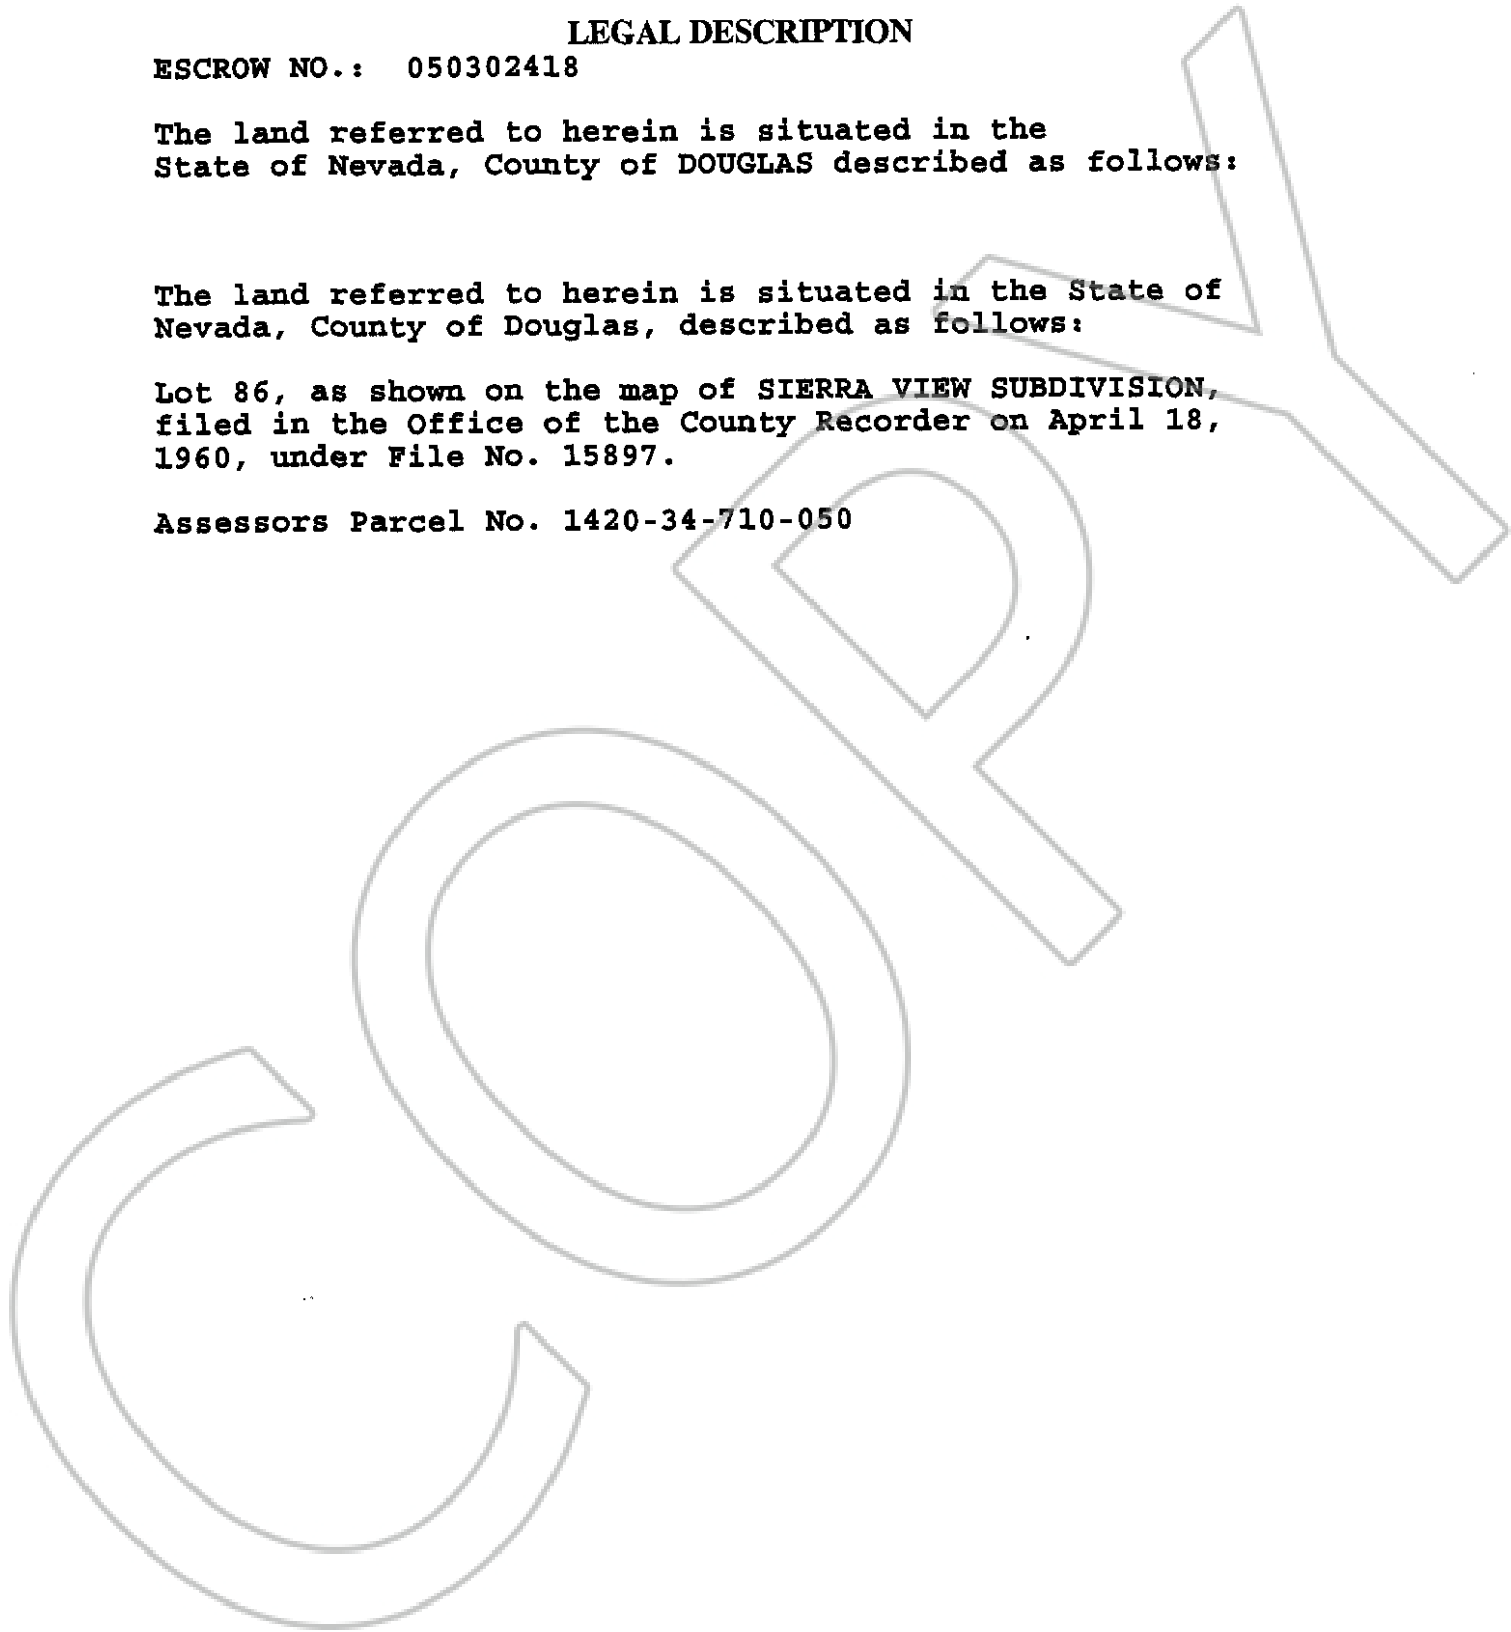 LEGAL DESCRIPTION
ESCROW NO.: 050302418
The land referred to herein is situated in the
State of Nevada, County of DOUGLAS described as follows:
The land referred to herein is situated in the State of
Nevada, County of Douglas, described as follows:
Lot 86, as shown on the map of SIERRA VIEW SUBDIVISION,
filed in the Office of the County Recorder on April 18,
1960, under File No. 15897.
Assessors Parcel No. 1420-34-710-050
COPY